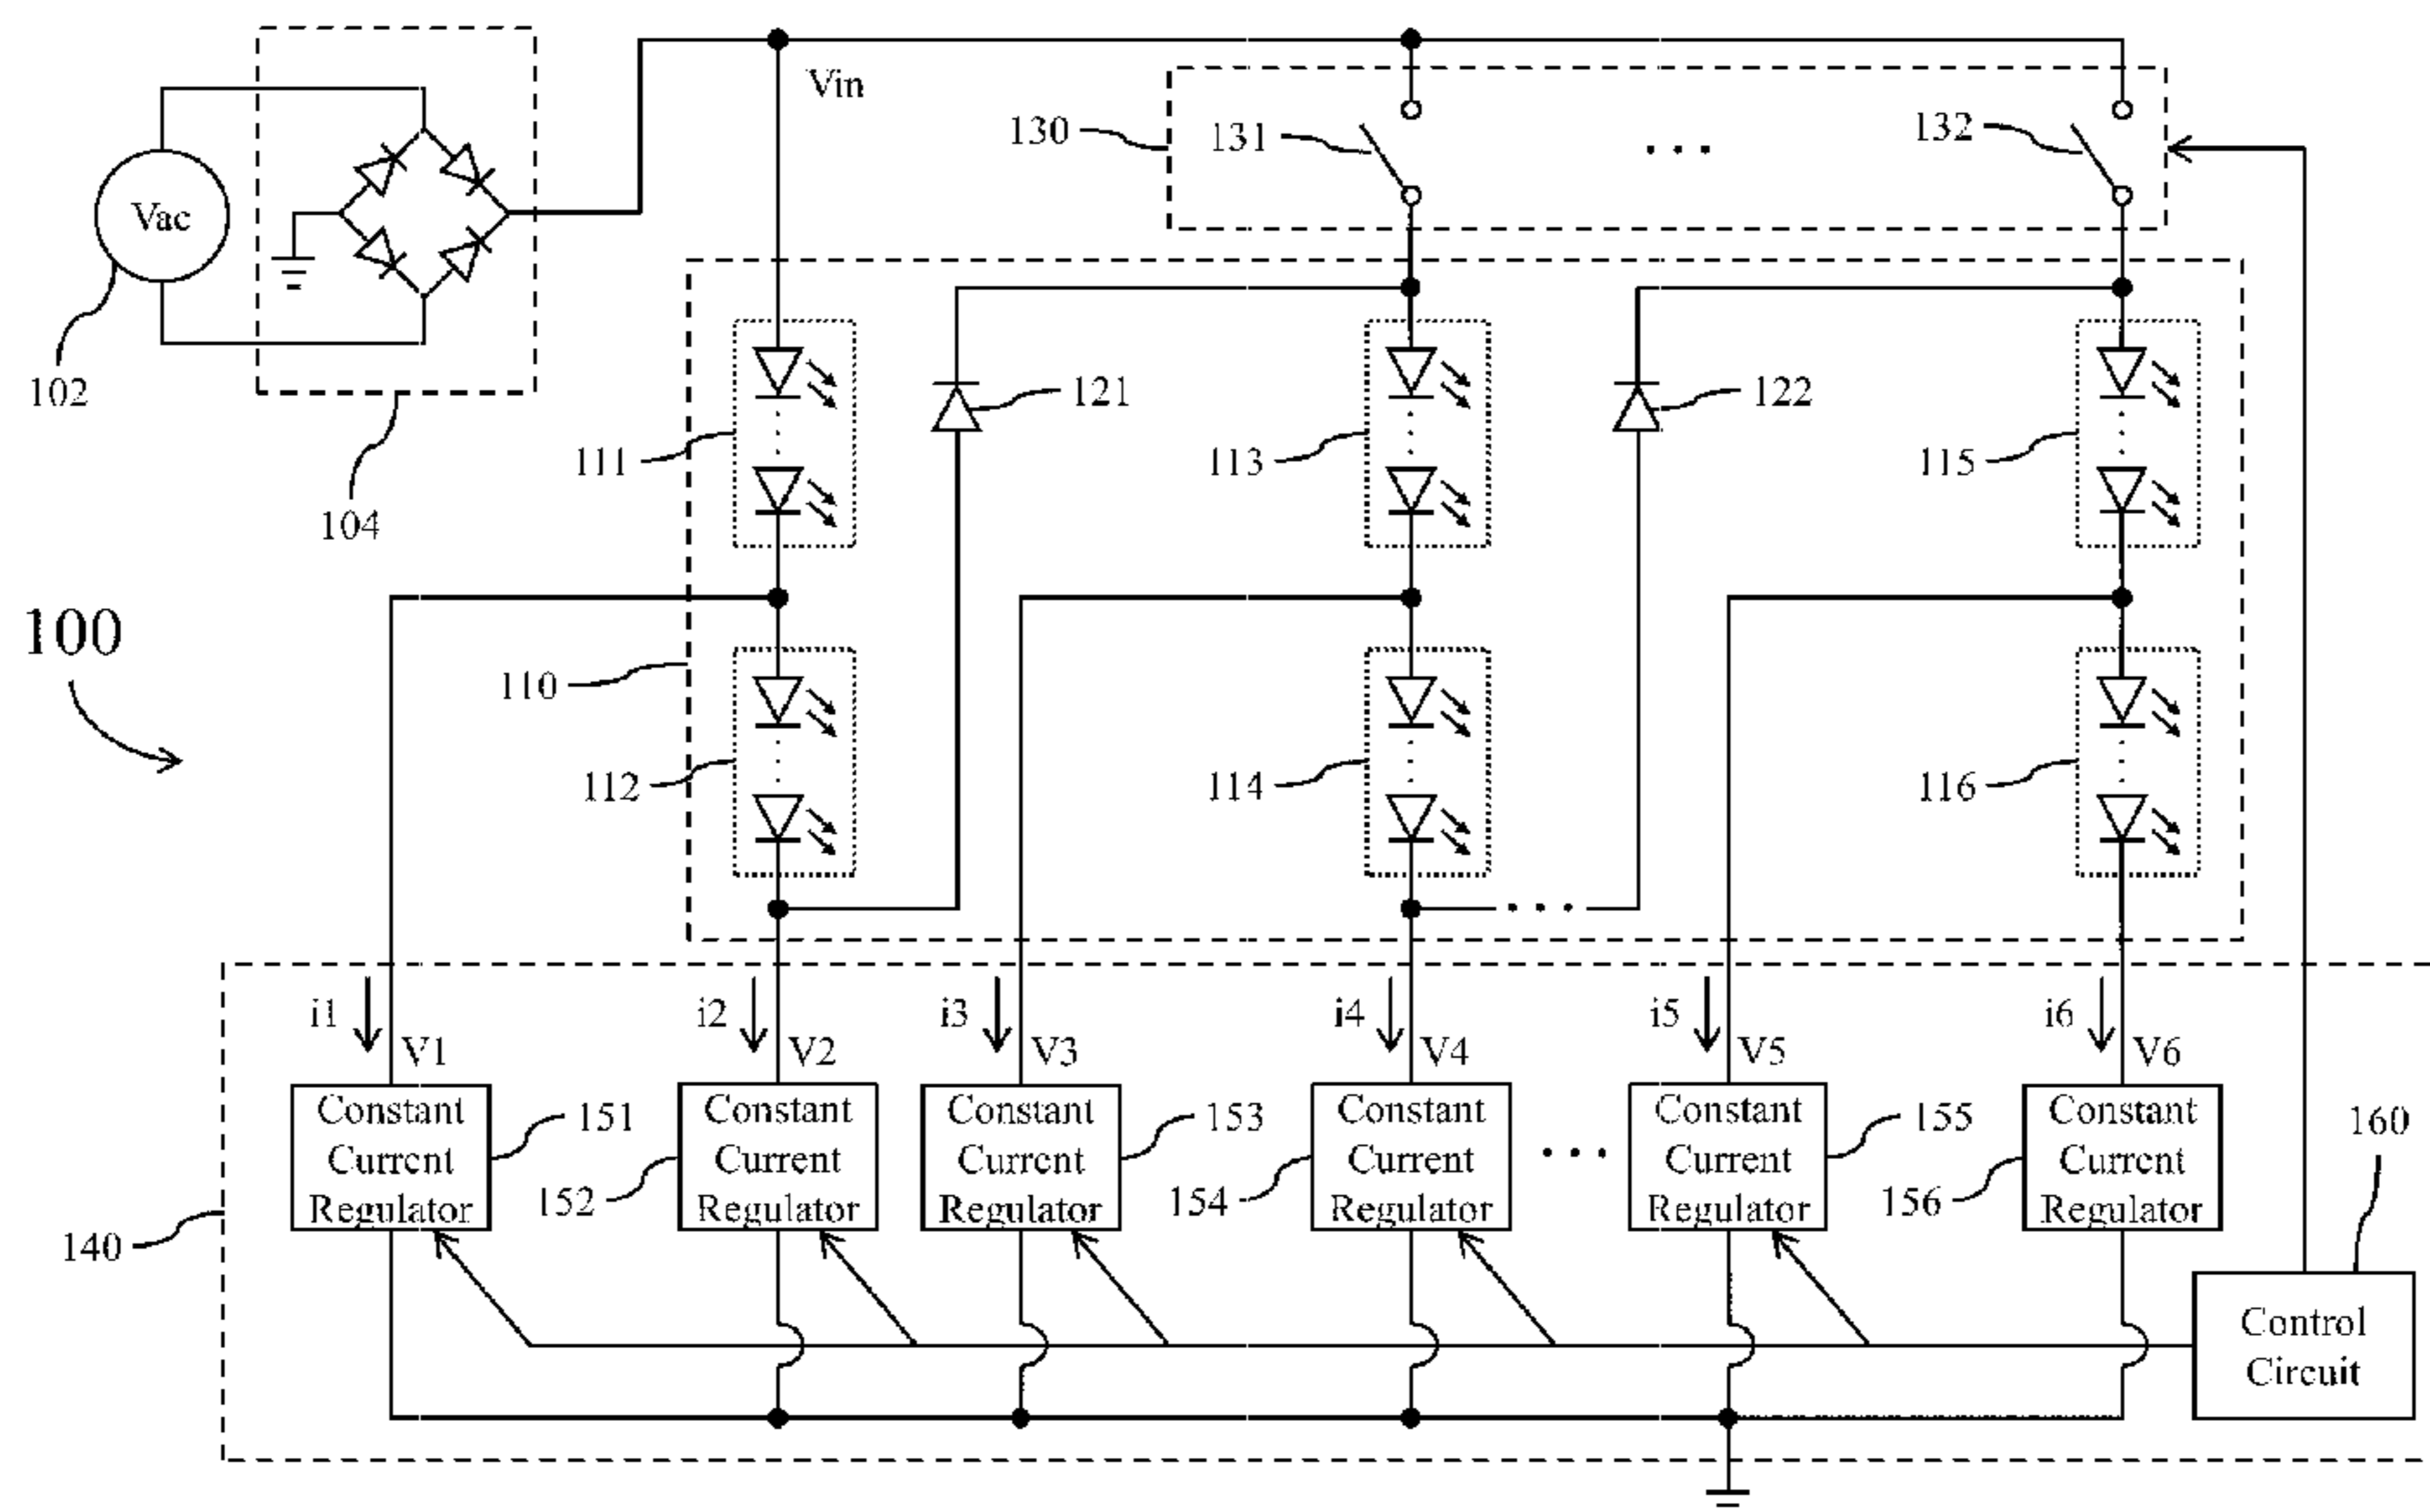 Vin
130
131
132
Vac
102
104
121
122
111
113
115
100
110
112
114
116
i1
i2
i3
i4
i5
i6
V1
V2
V3
V4
V5
V6
Constant
Current
Regulator
151
Constant
Current
Regulator
152
Constant
Current
Regulator
153
Constant
Current
Regulator
154
Constant
Current
Regulator
155
Constant
Current
Regulator
156
160
140
Control
Circuit